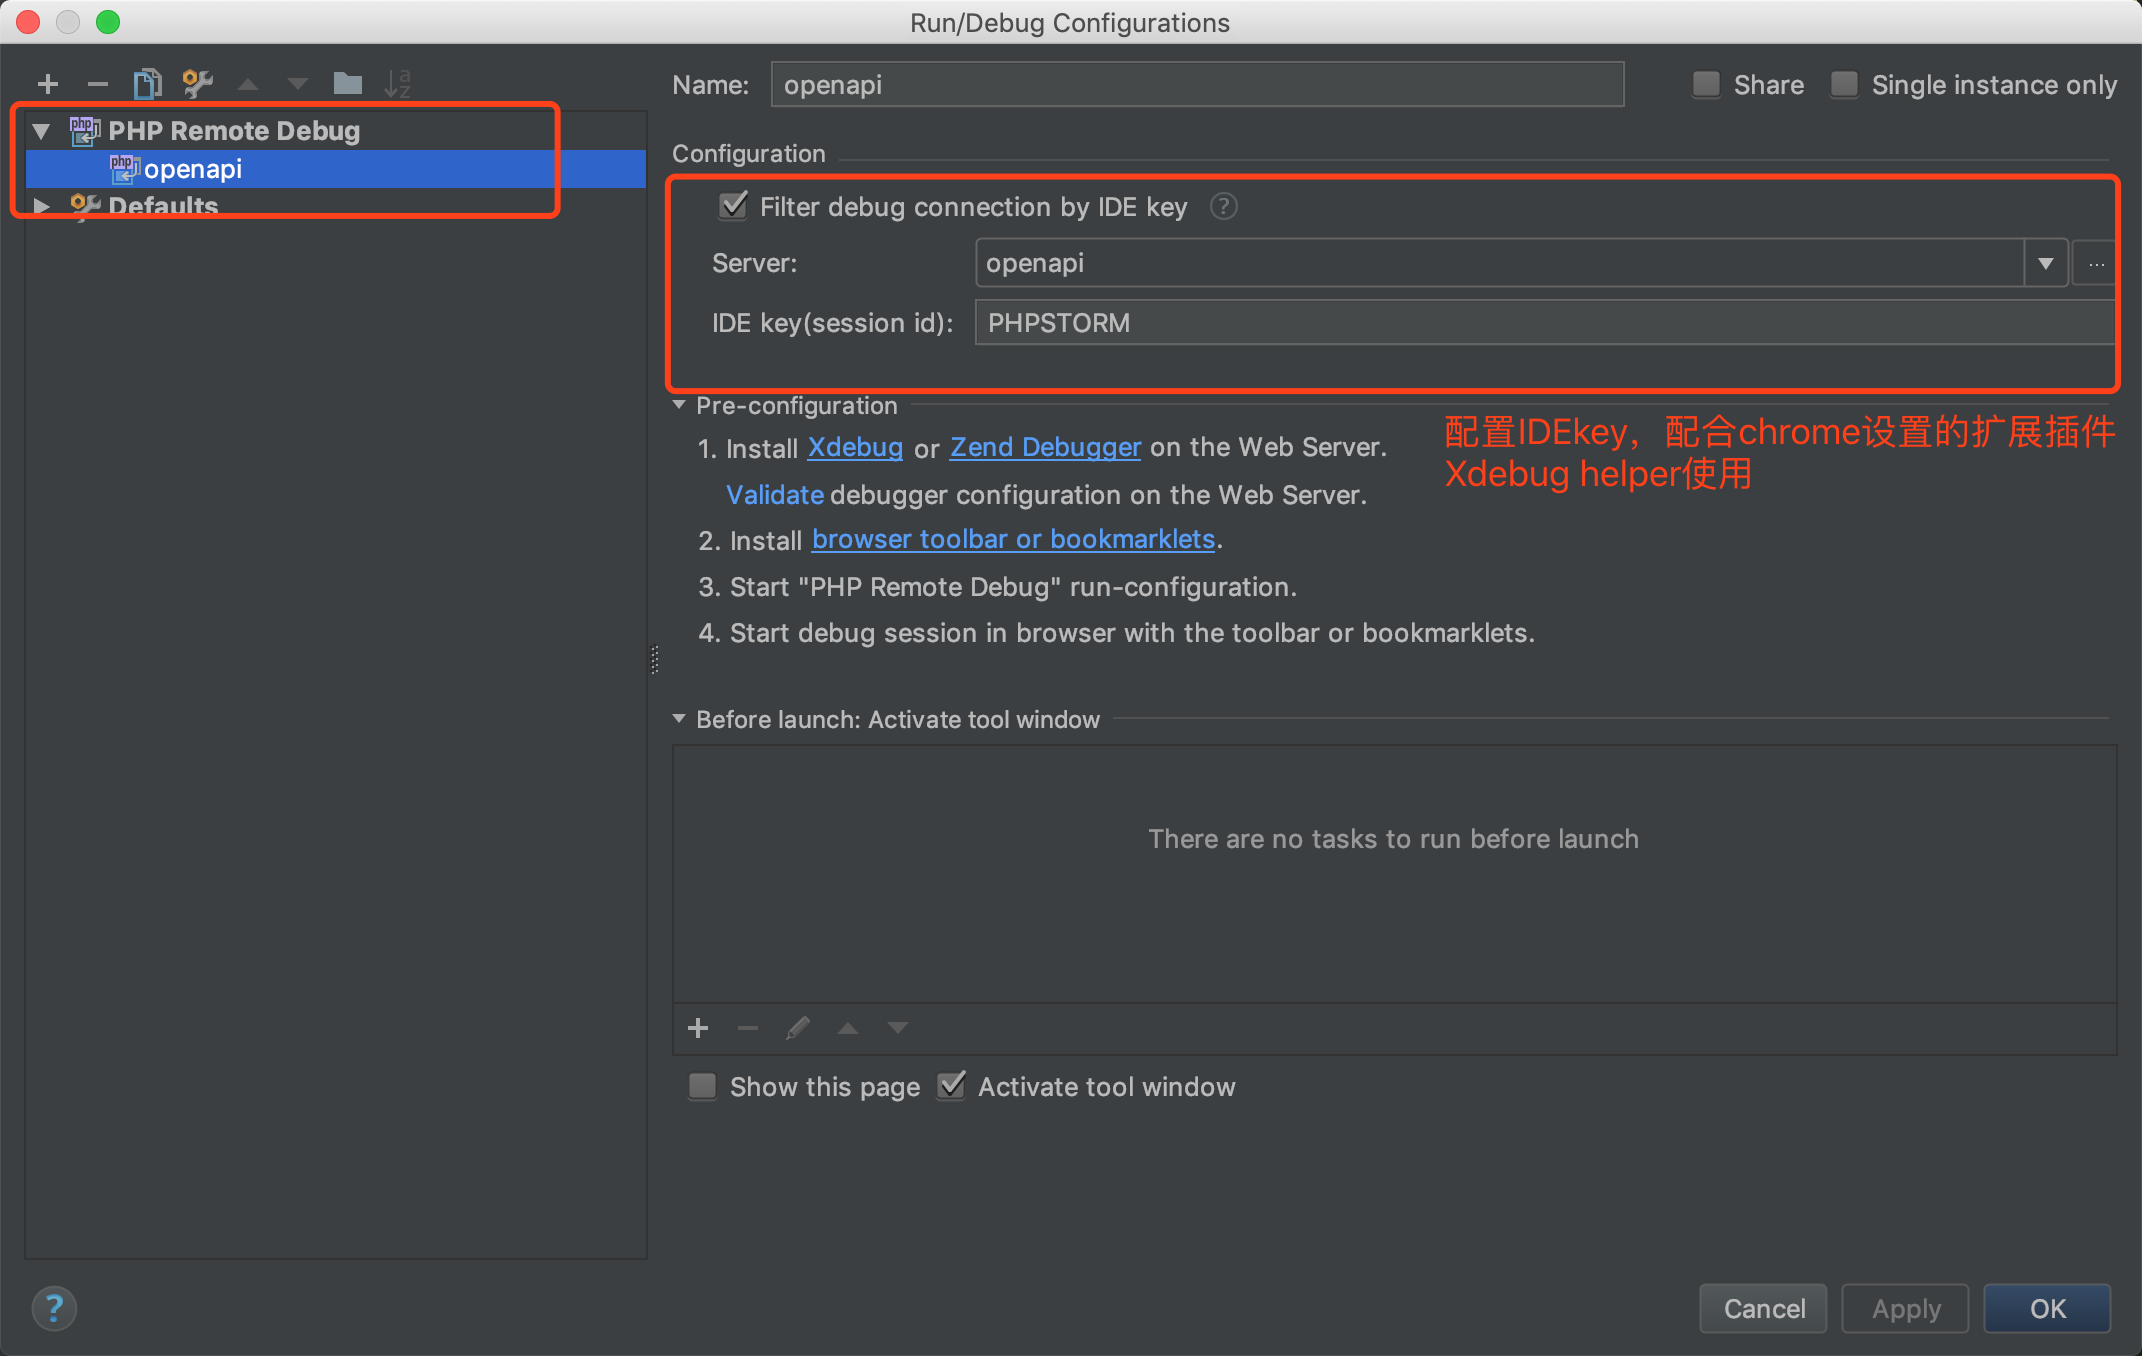 Run/Debug Configurations
PHP Remote Debug
openapi
Defaults
Name: openapi Share Single instance only
Configuration
Filter debug connection by IDE key ?
Server: openapi ...
IDE key(session id): PHPSTORM
Pre-configuration
1. Install Xdebug or Zend Debugger on the Web Server.
Validate debugger configuration on the Web Server.
2. Install browser toolbar or bookmarklets.
3. Start "PHP Remote Debug" run-configuration.
4. Start debug session in browser with the toolbar or bookmarklets.
配置IDEkey，配合chrome设置的扩展插件
Xdebug helper使用
Before launch: Activate tool window
There are no tasks to run before launch
Show this page Activate tool window
? Cancel Apply OK